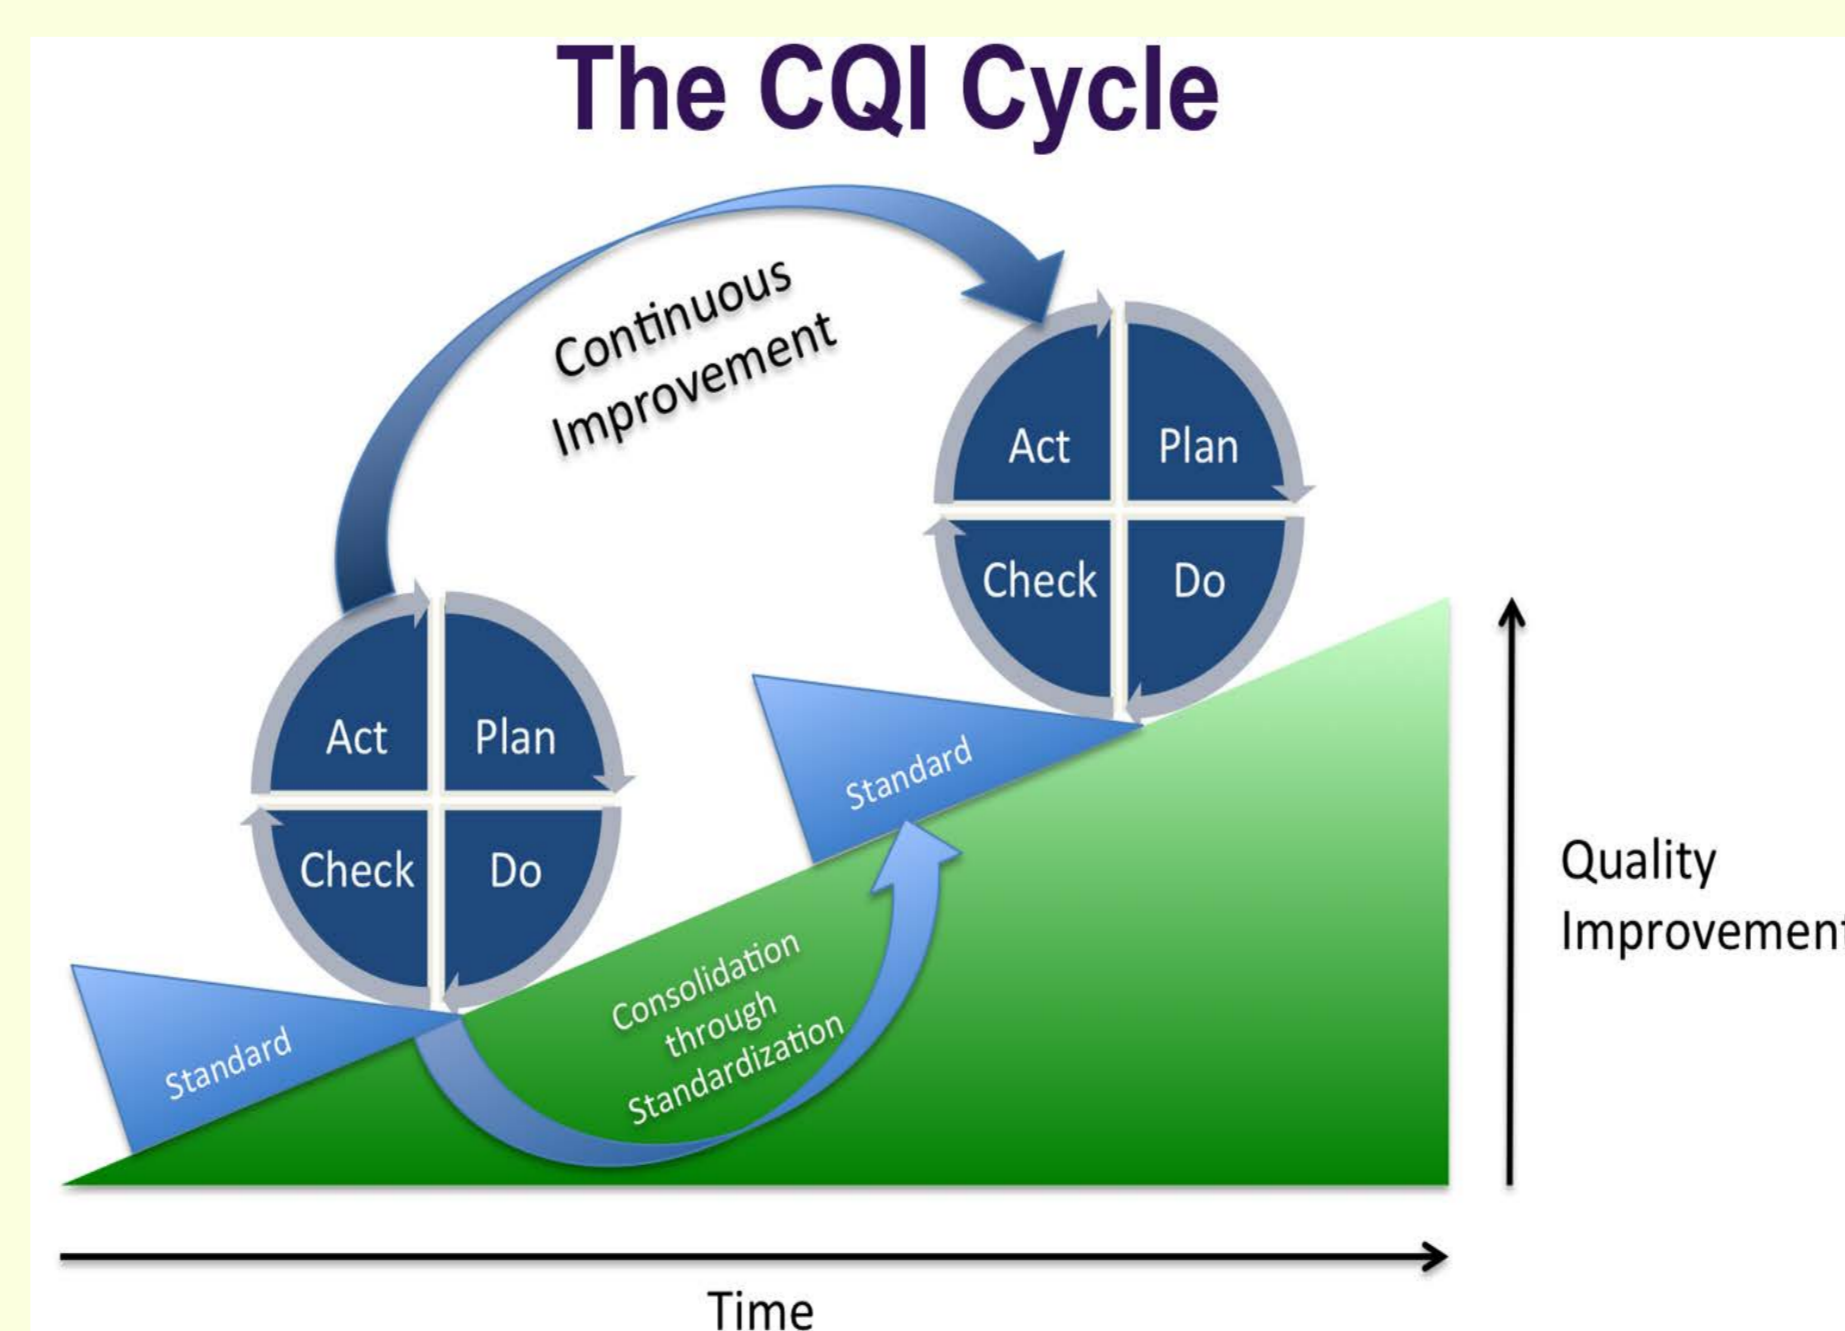 The CQI Cycle
Continuous
Improvement
Act
Plan
Check
Do
Act
Plan
Check
Do
Standard
Standard
Consolidation
through
Standardization
Quality
Improvement
Time